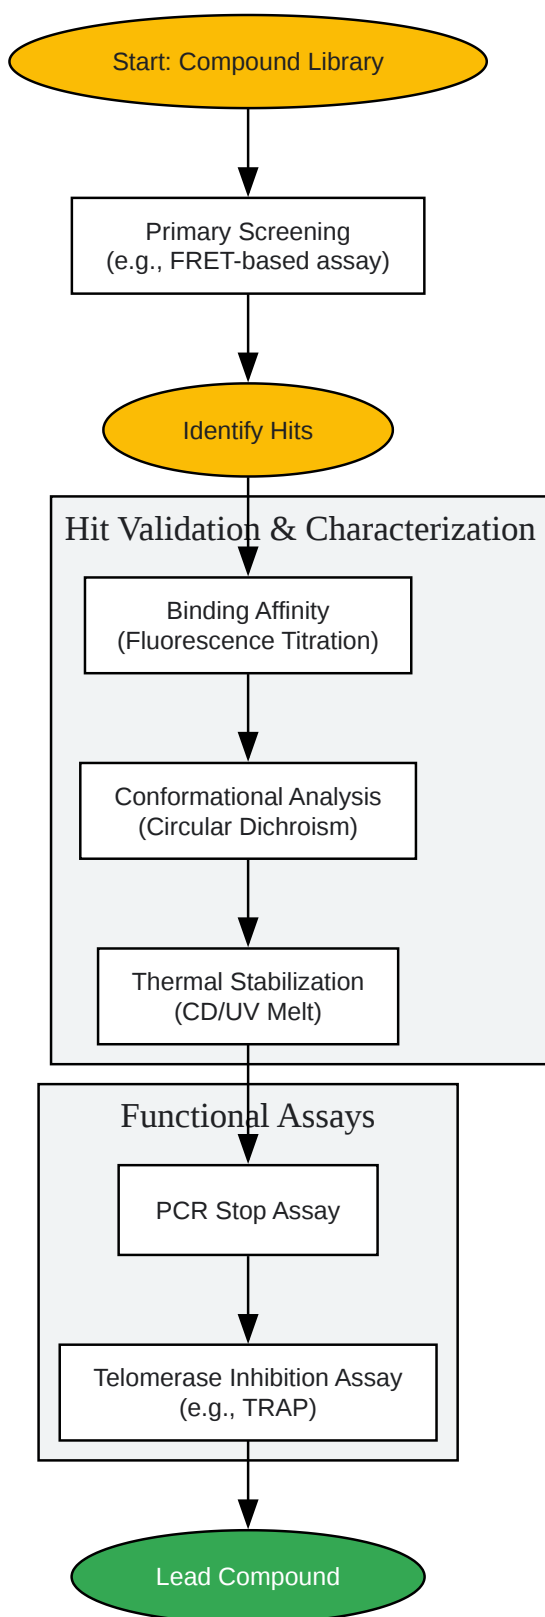 Start: Compound Library
Primary Screening
(e.g., FRET-based assay)
Identify Hits
Hit Validation & Characterization
Binding Affinity
(Fluorescence Titration)
Conformational Analysis
(Circular Dichroism)
Thermal Stabilization
(CD/UV Melt)
Functional Assays
PCR Stop Assay
Telomerase Inhibition Assay
(e.g., TRAP)
Lead Compound